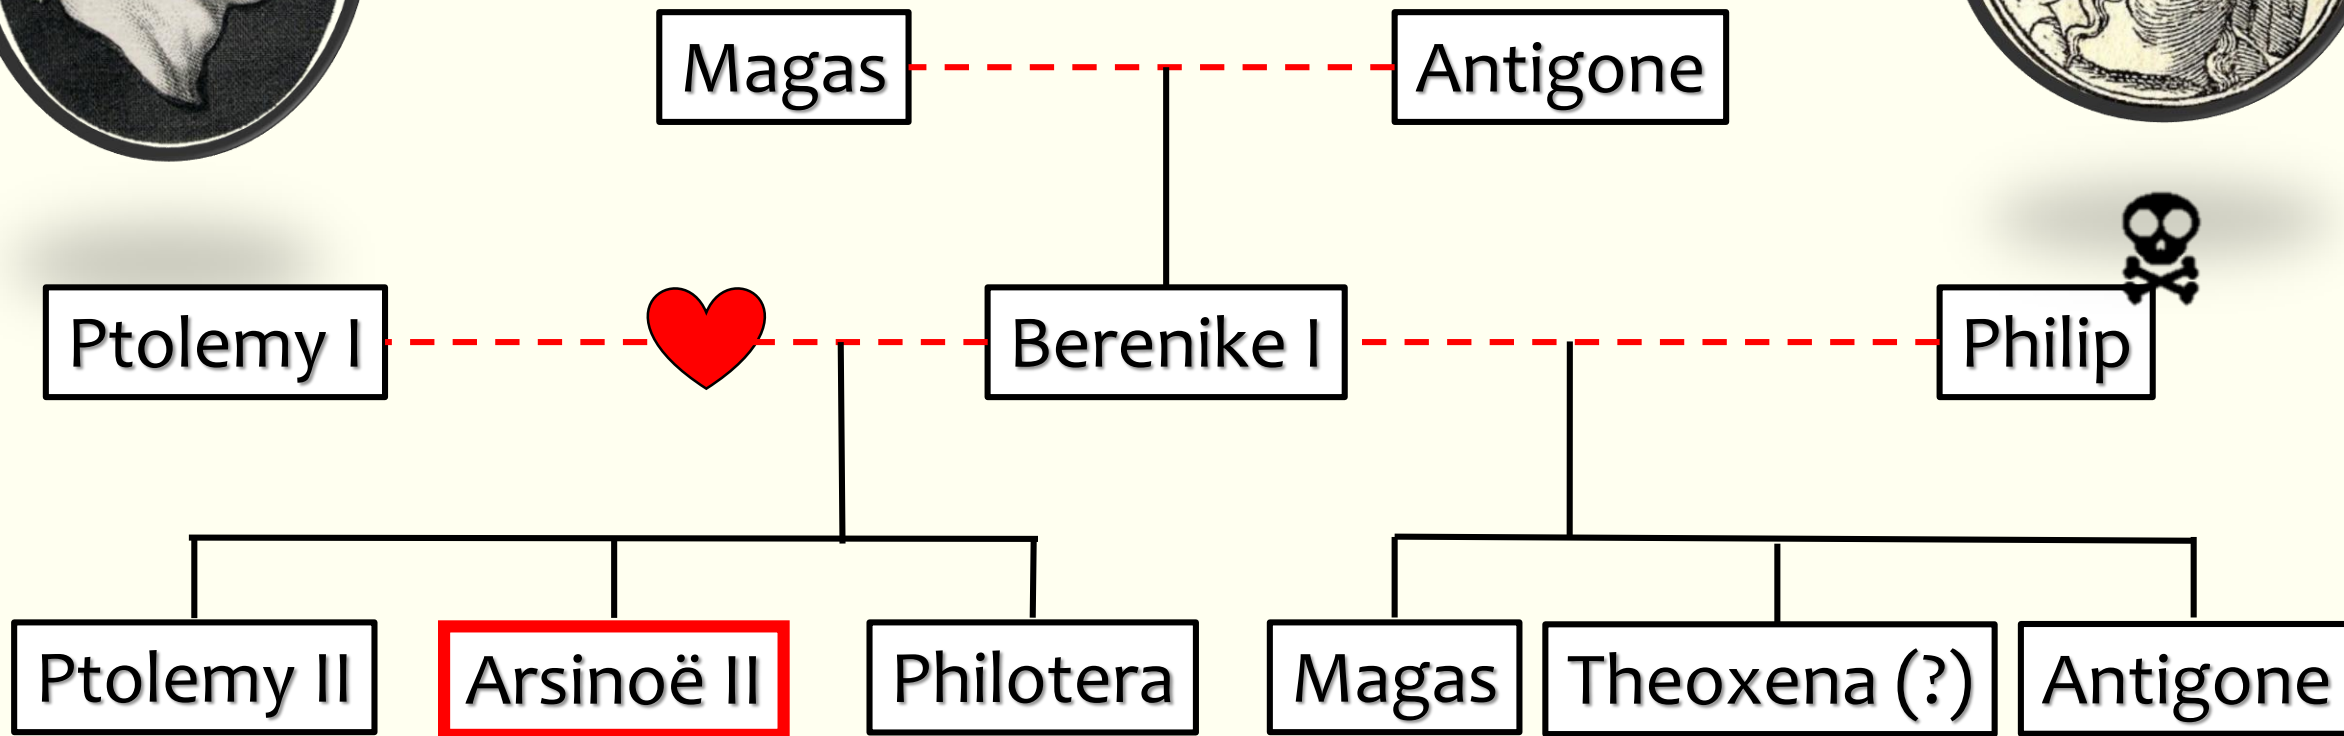 Magas
Antigone
Ptolemy I
Berenike I
Philip
Ptolemy II
Arsinoë II
Philotera
Magas
Theoxena (?)
Antigone